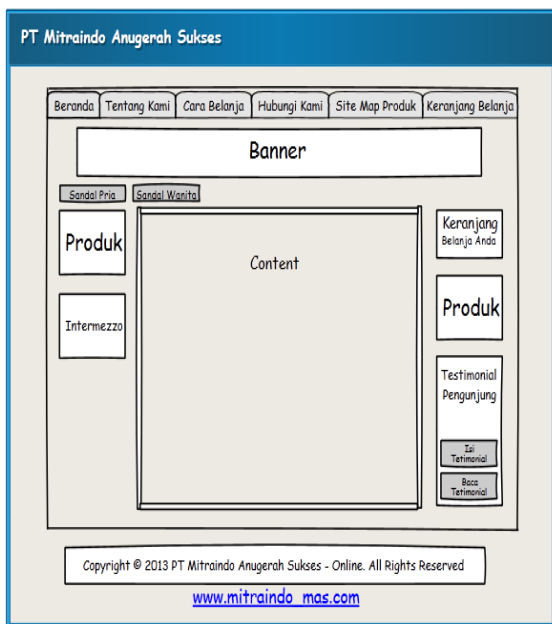 PT Mitraindo Anugerah Sukses
Beranda Tentang Kami Cara Belanja Hubungi Kami Site Map Produk Keranjang Belanja
Banner
Sandal Pria Sandal Wanita
Produk
Intermezzo
Content
Keranjang
Belanja Anda
Produk
Testimonial
Pengunjung
Isi
Tetimonial
Baca
Tetimonial
Copyright © 2013 PT Mitraindo Anugerah Sukses - Online. All Rights Reserved
www.mitraindo_mas.com